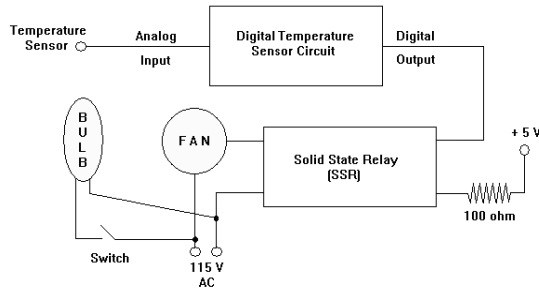 Temperature
Sensor
Analog
Input
Digital Temperature
Sensor Circuit
Digital
Output
BULB
FAN
Solid State Relay
(SSR)
+ 5 V
100 ohm
Switch
115 V
AC